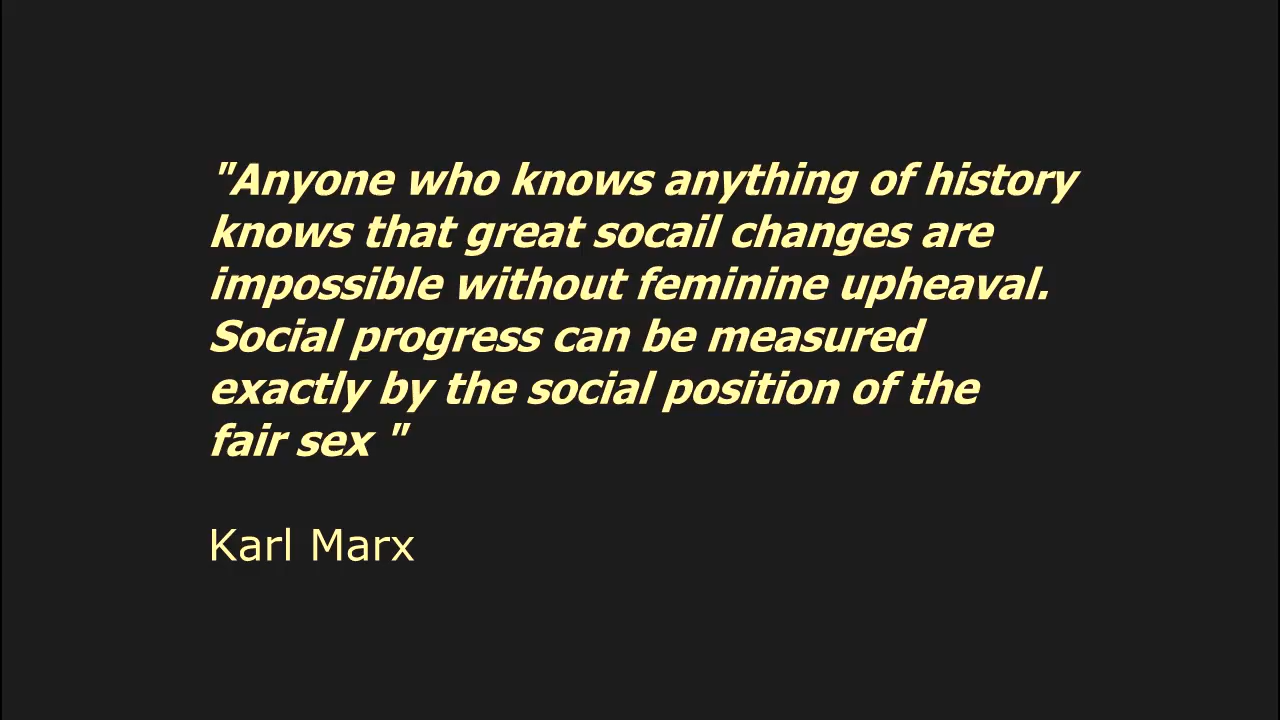 "Anyone who knows anything of history
knows that great socail changes are
impossible without feminine upheaval.
Social progress can be measured
exactly by the social position of the
fair sex "
Karl Marx